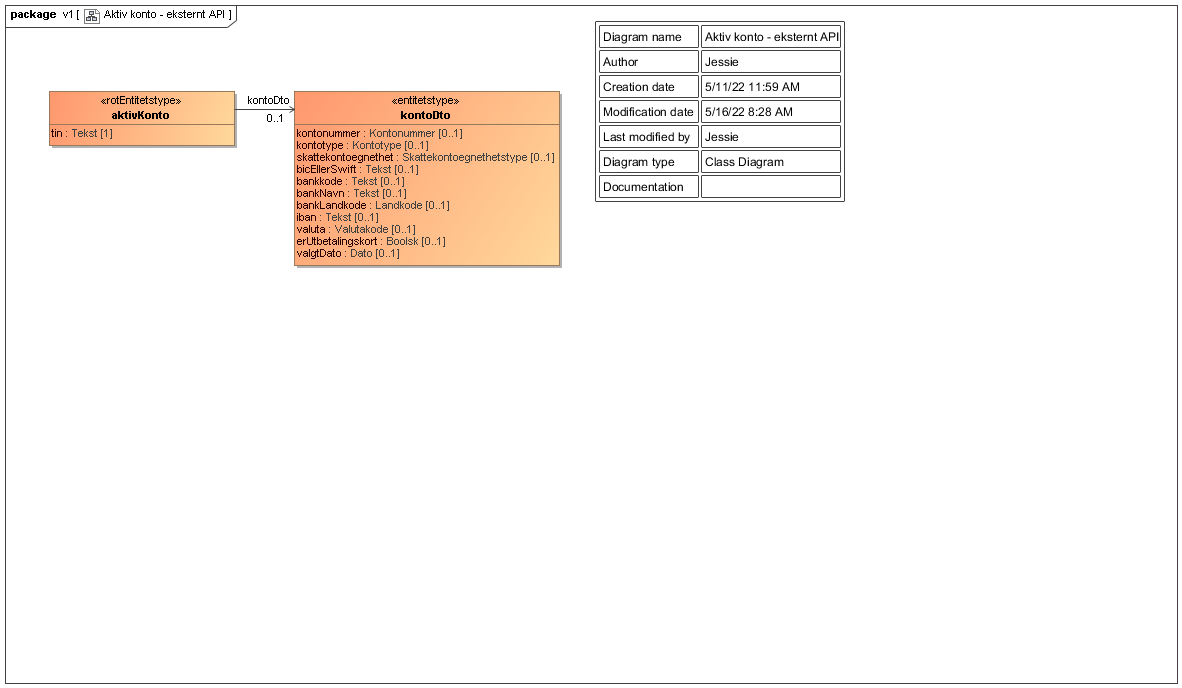 package v1 [ Aktiv konto - eksternt API ]
«rotEntitetstype»
aktivKonto
tin : Tekst [1]
kontoDto
0..1
«entitetstype»
kontoDto
kontonummer : Kontonummer [0..1]
kontotype : Kontotype [0..1]
skattekontoegnethet : Skattekontoegnethetstype [0..1]
bicEllerSwift : Tekst [0..1]
bankkode : Tekst [0..1]
bankNavn : Tekst [0..1]
bankLandkode : Landkode [0..1]
iban : Tekst [0..1]
valuta : Valutakode [0..1]
erUtbetalingskort : Boolsk [0..1]
valgtDato : Dato [0..1]
Diagram name Aktiv konto - eksternt API
Author Jessie
Creation date 5/11/22 11:59 AM
Modification date 5/16/22 8:28 AM
Last modified by Jessie
Diagram type Class Diagram
Documentation